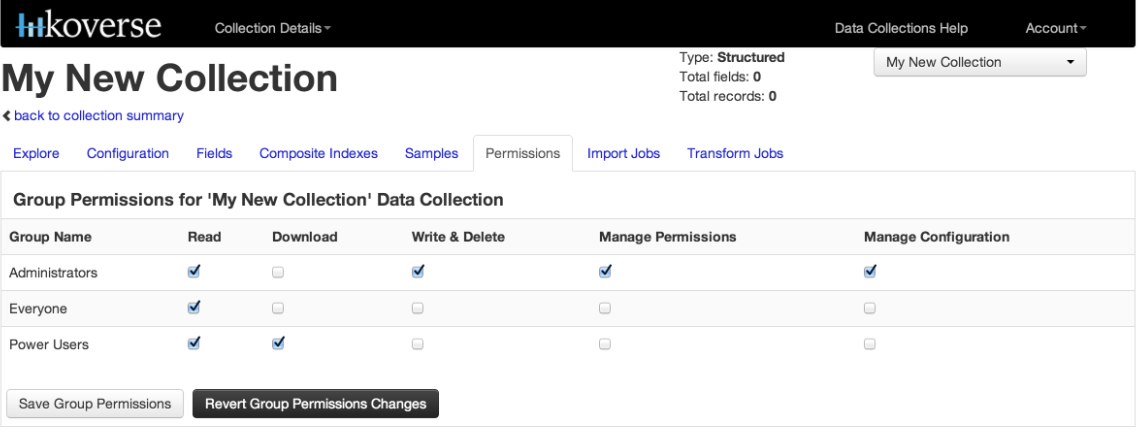 koverse Collection Details Data Collections Help Account
My New Collection
Type: Structured
Total fields: 0
Total records: 0
My New Collection
back to collection summary
Explore Configuration Fields Composite Indexes Samples Permissions Import Jobs Transform Jobs
Group Permissions for 'My New Collection' Data Collection
Group Name Read Download Write & Delete Manage Permissions Manage Configuration
Administrators
Everyone
Power Users
Save Group Permissions Revert Group Permissions Changes